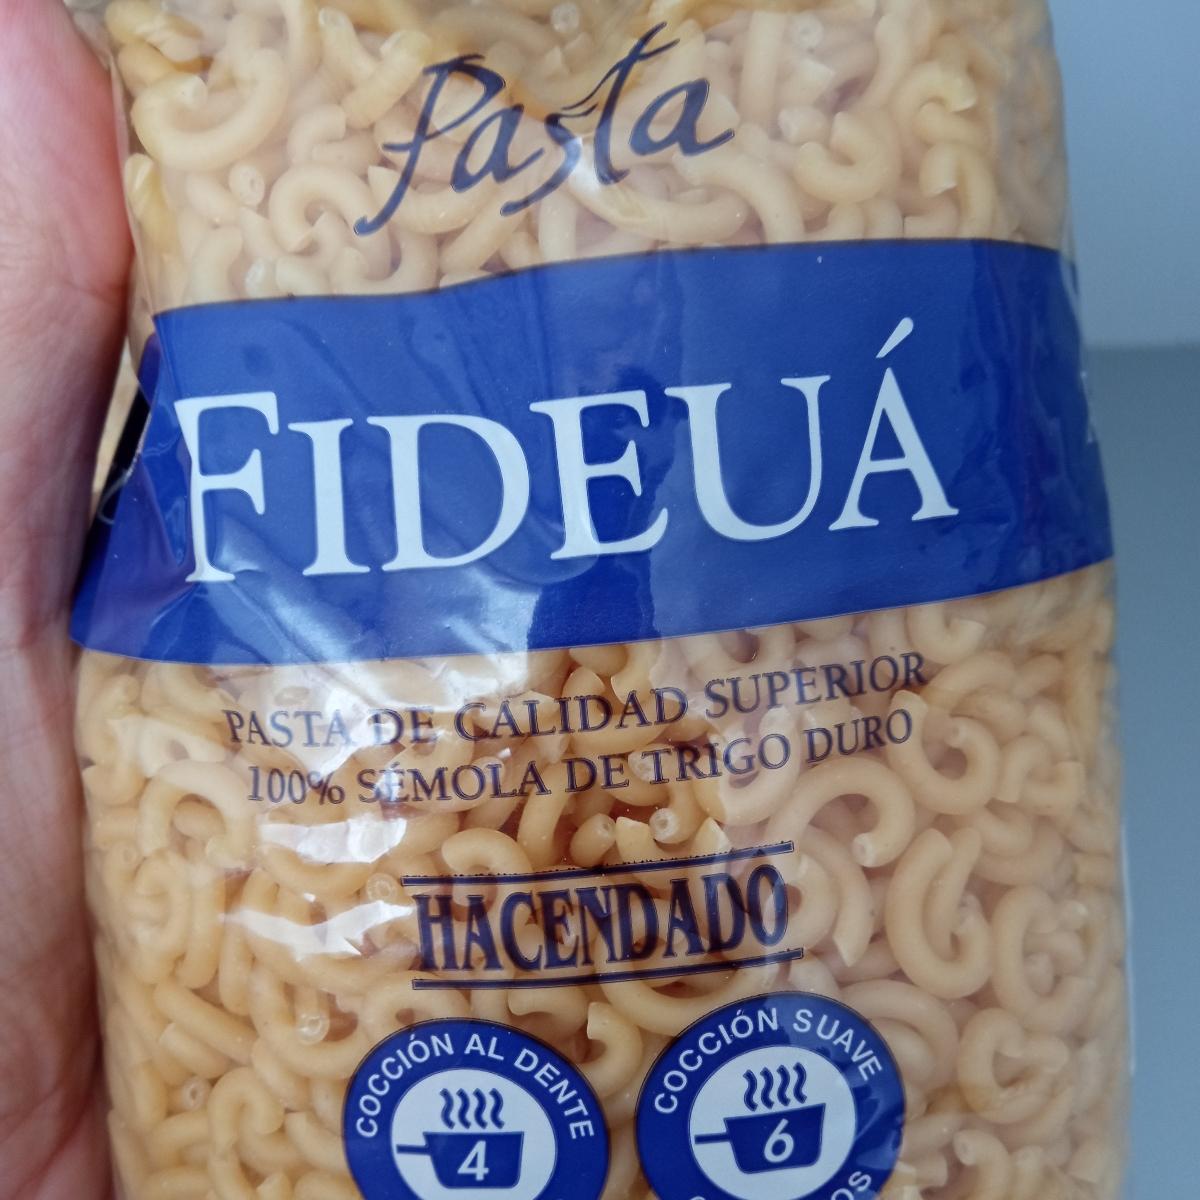 Pasta
FIDEUÁ
PASTA DE CALIDAD SUPERIOR
100% SÉMOLA DE TRIGO DURO
HACENDADO
COCCIÓN AL DENTE
4
COCCIÓN SUAVE
6